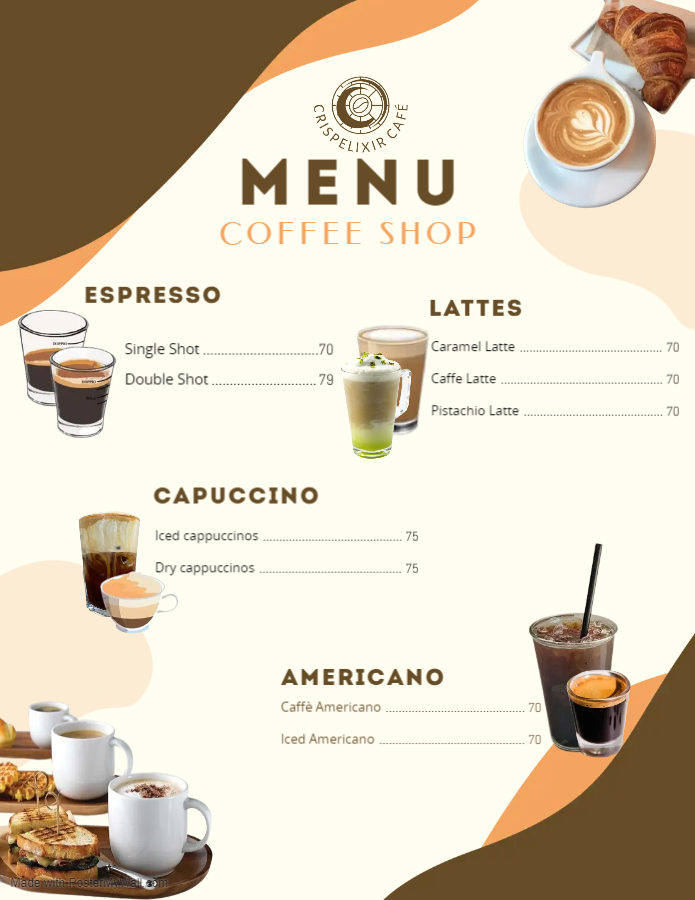 CRISPELIXIR CAFÉ
MENU
COFFEE SHOP
ESPRESSO
Single Shot ........................................ 70
Double Shot ........................................ 79
LATTES
Caramel Latte ........................................ 70
Caffe Latte ........................................ 70
Pistachio Latte ........................................ 70
CAPUCCINO
Iced cappuccinos ........................................ 75
Dry cappuccinos ........................................ 75
AMERICANO
Caffè Americano ........................................ 70
Iced Americano ........................................ 70
Made with PosterMyWall.com